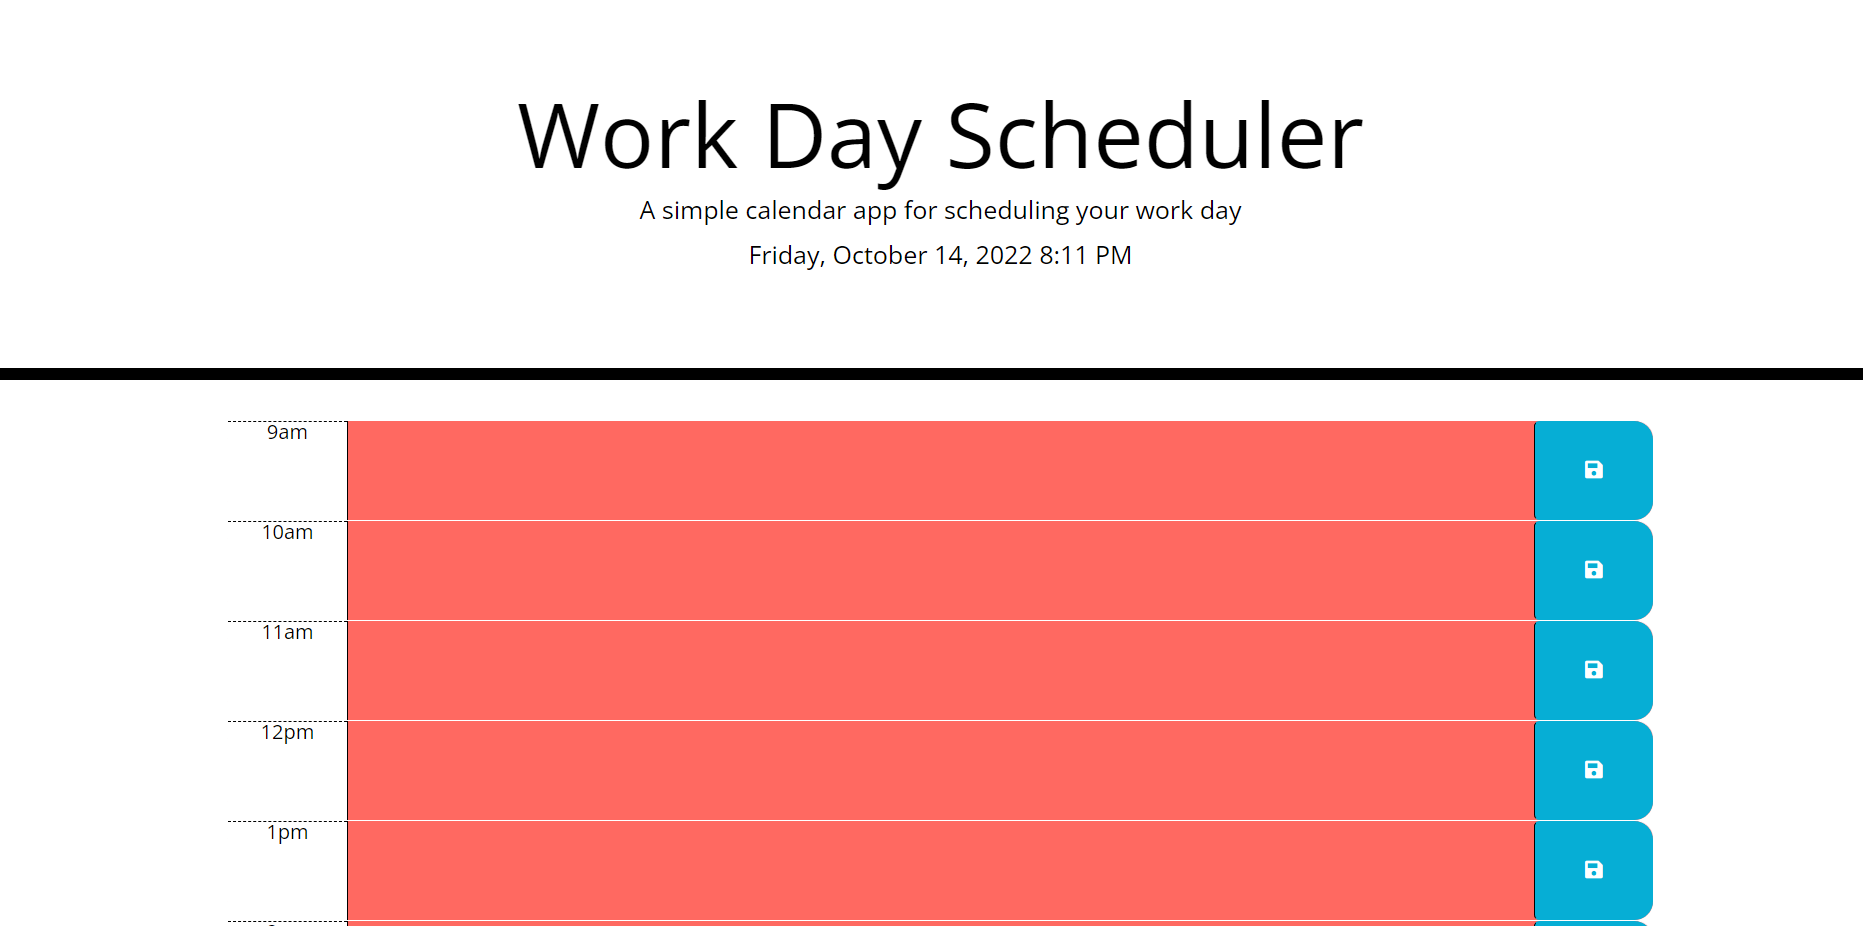 Work Day Scheduler
A simple calendar app for scheduling your work day
Friday, October 14, 2022 8:11 PM
9am
10am
11am
12pm
1pm